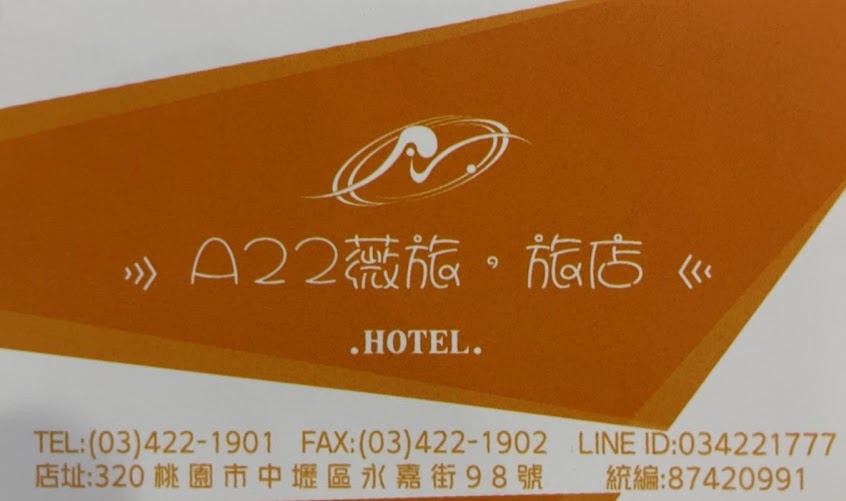 A22薇旅,旅店
.HOTEL.
TEL:(03)422-1901 FAX:(03)422-1902 LINE ID:034221777
店址:320桃園市中壢區永嘉街98號 統編:87420991